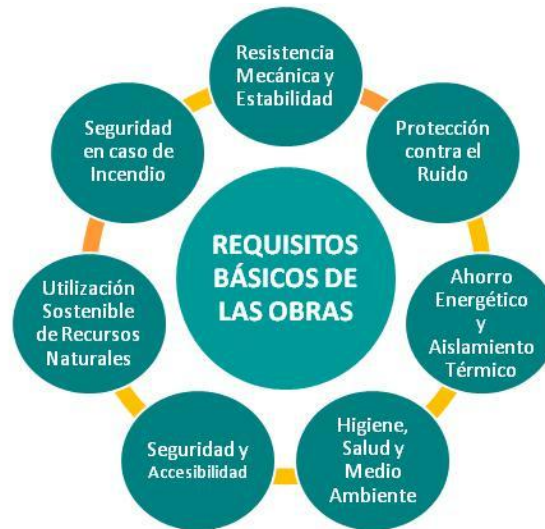 Resistencia
Mecánica y
Estabilidad
Protección
contra el
Ruido
Ahorro
Energético
y
Aislamiento
Térmico
Higiene,
Salud y
Medio
Ambiente
Seguridad y
Accesibilidad
Utilización
Sostenible
de Recursos
Naturales
Seguridad
en caso de
Incendio
REQUISITOS
BÁSICOS DE
LAS OBRAS